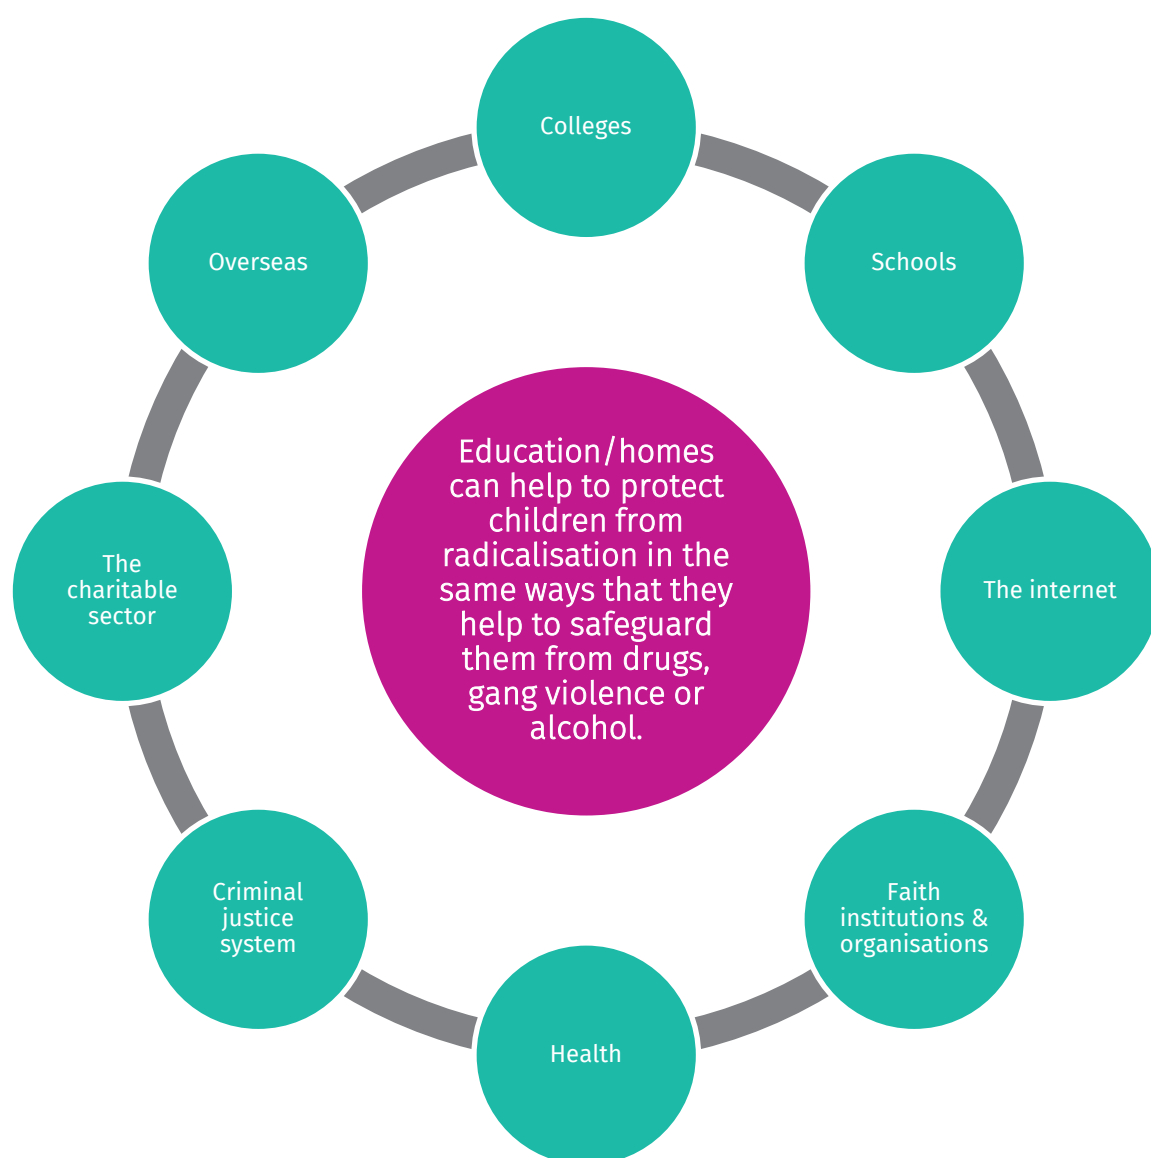 Colleges
Overseas
Schools
Education/homes
can help to protect
children from
radicalisation in the
same ways that they
help to safeguard
them from drugs,
gang violence or
alcohol.
The
charitable
sector
The internet
Criminal
justice
system
Faith
institutions &
organisations
Health